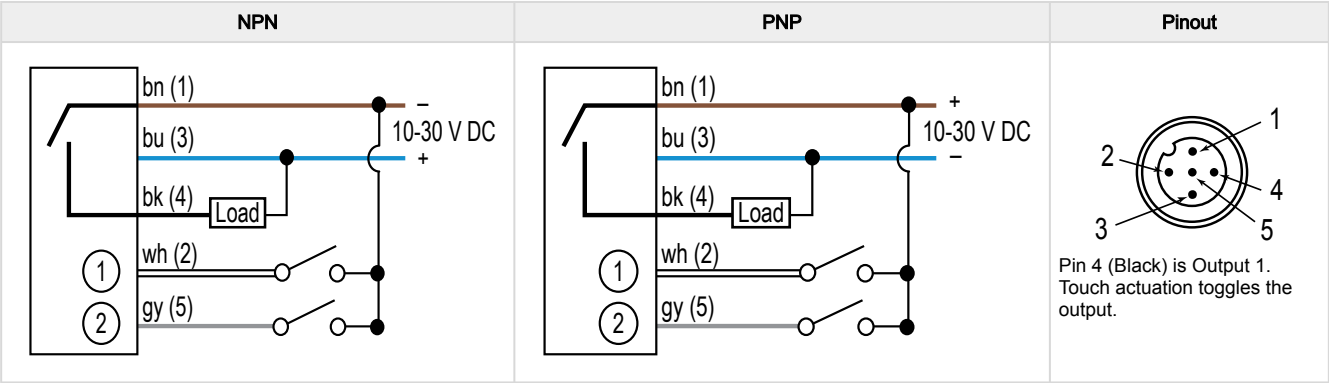 NPN
PNP
Pinout
bn (1)
–
10-30 V DC
bu (3)
+
bk (4)
Load
wh (2)
1
gy (5)
2
bn (1)
+
10-30 V DC
bu (3)
–
bk (4)
Load
wh (2)
1
gy (5)
2
1
2
4
3
5
Pin 4 (Black) is Output 1.
Touch actuation toggles the
output.